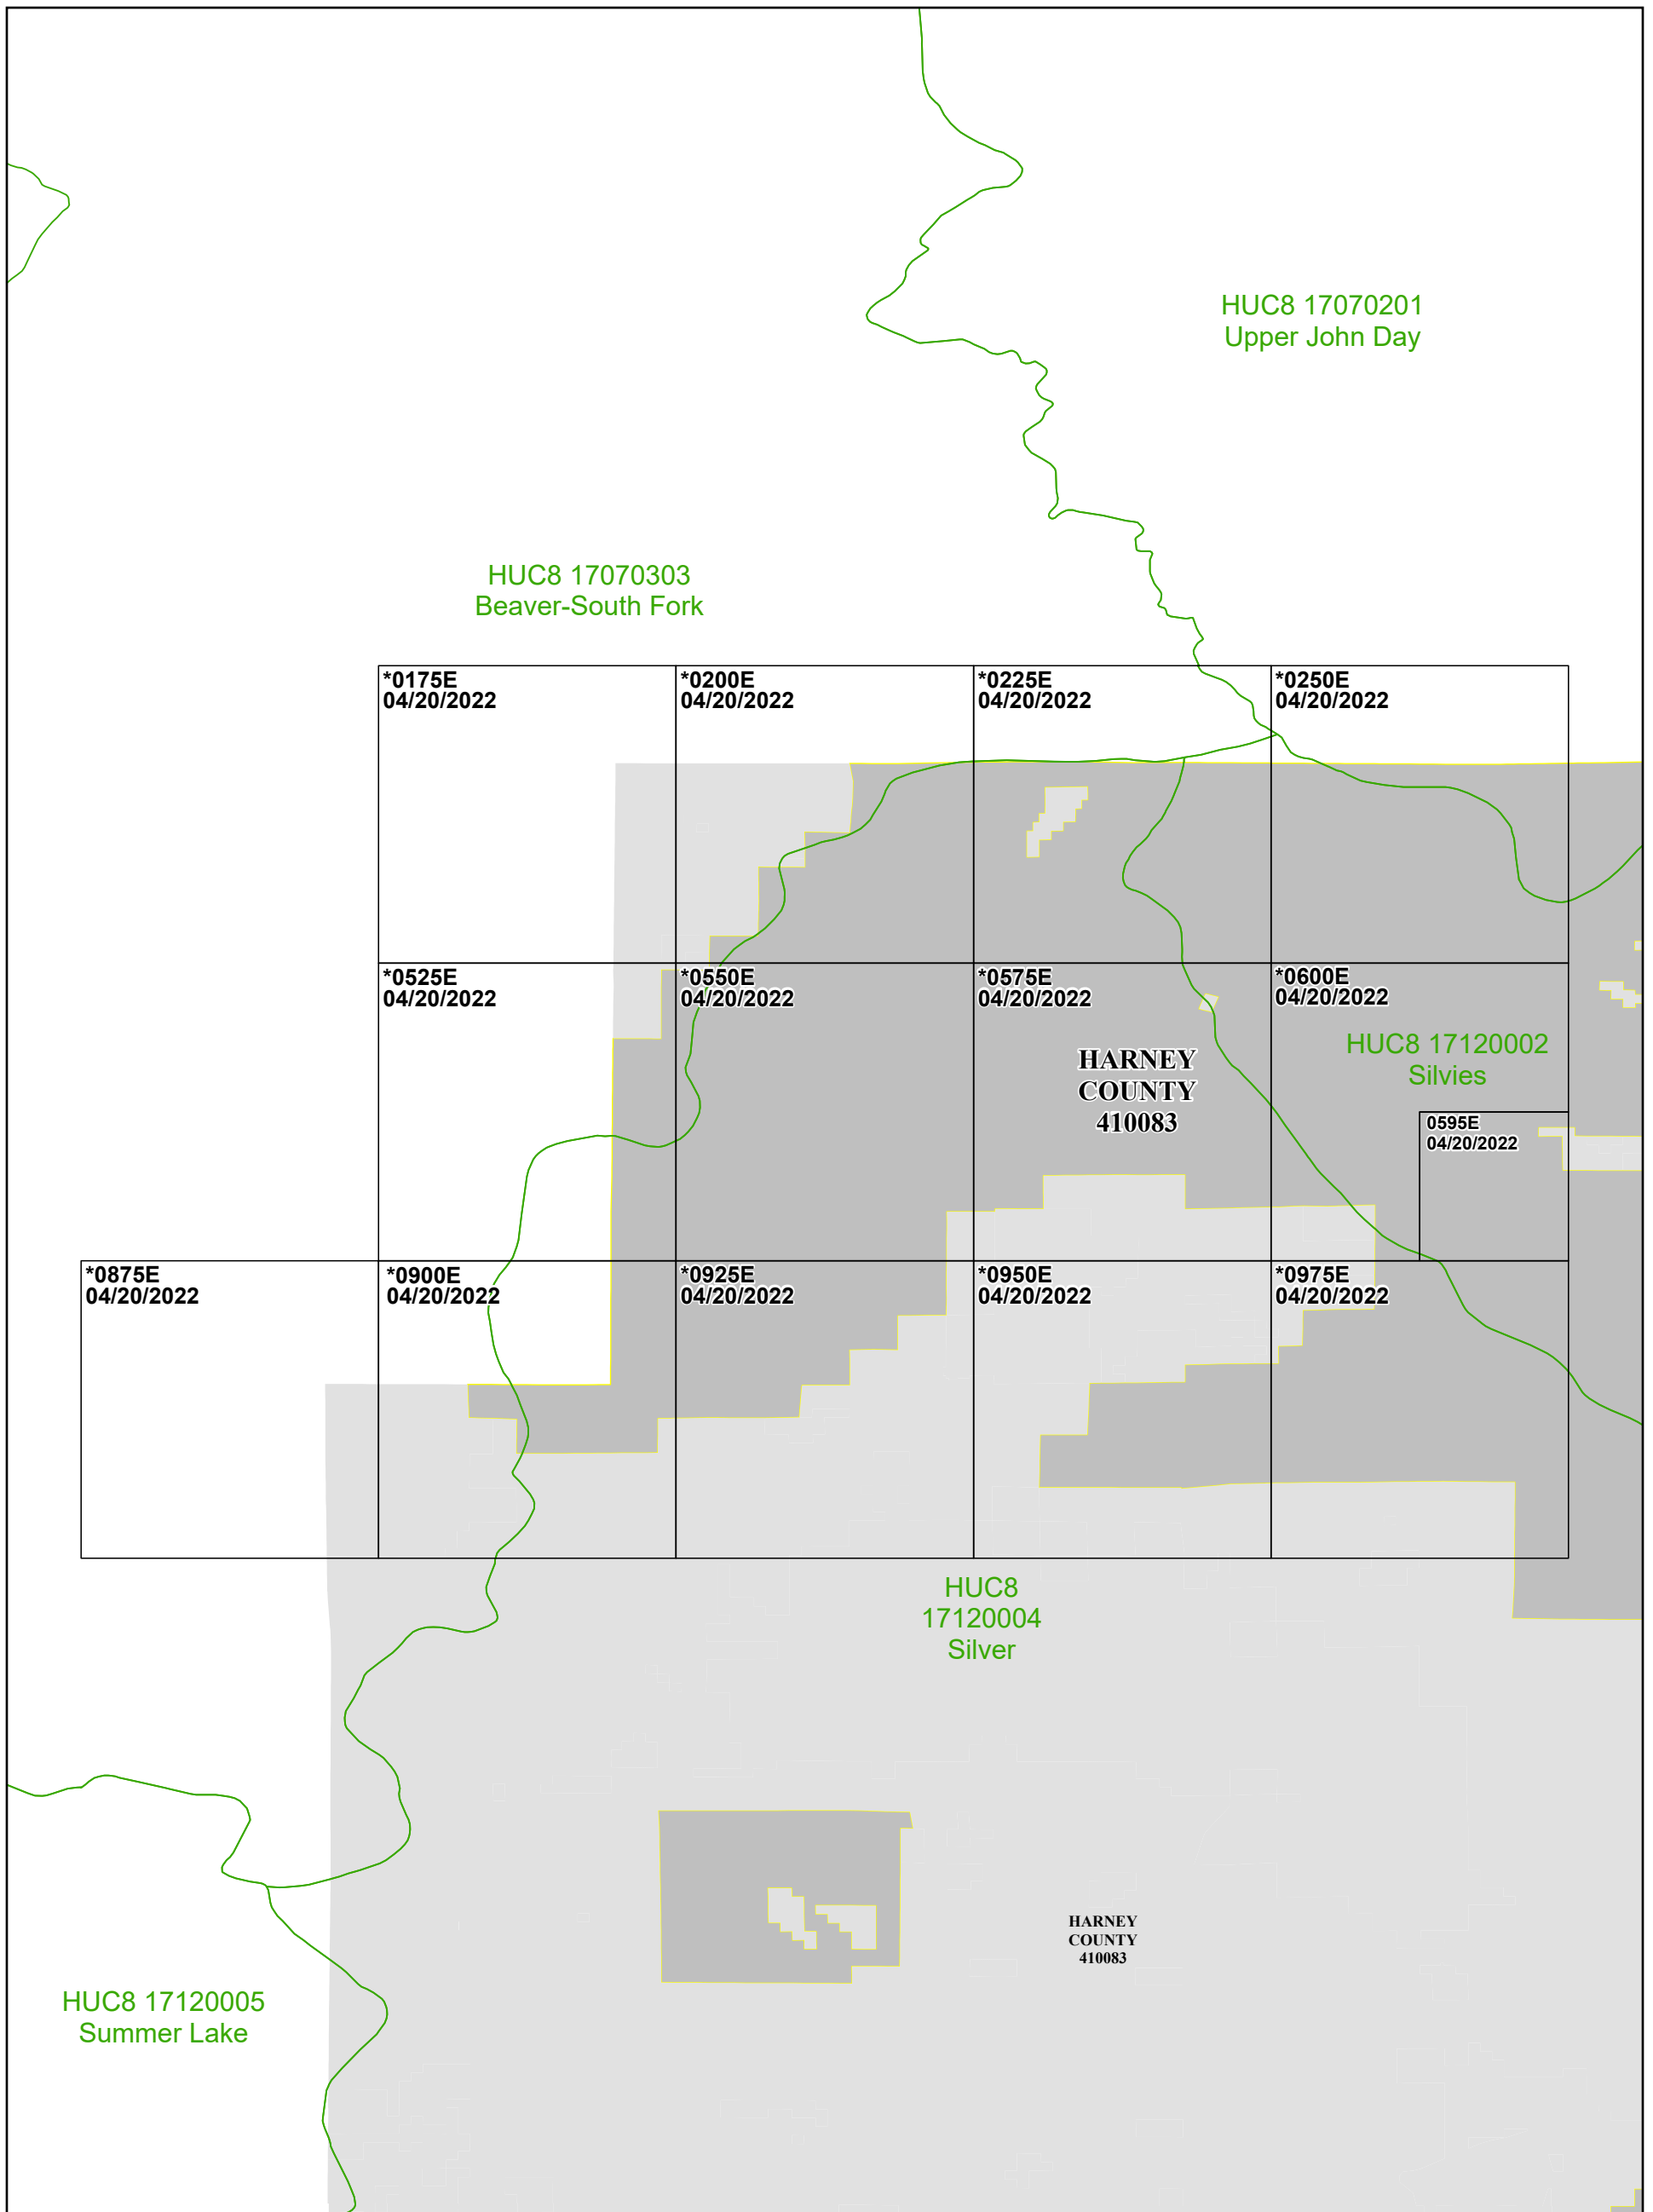 HUC8 17070201
Upper John Day
HUC8 17070303
Beaver-South Fork
*0175E
04/20/2022
*0200E
04/20/2022
*0225E
04/20/2022
*0250E
04/20/2022
*0525E
04/20/2022
*0550E
04/20/2022
*0575E
04/20/2022
*0600E
04/20/2022
HUC8 17120002
Silvies
HARNEY
COUNTY
410083
0595E
04/20/2022
*0875E
04/20/2022
*0900E
04/20/2022
*0925E
04/20/2022
*0950E
04/20/2022
*0975E
04/20/2022
HUC8
17120004
Silver
HARNEY
COUNTY
410083
HUC8 17120005
Summer Lake